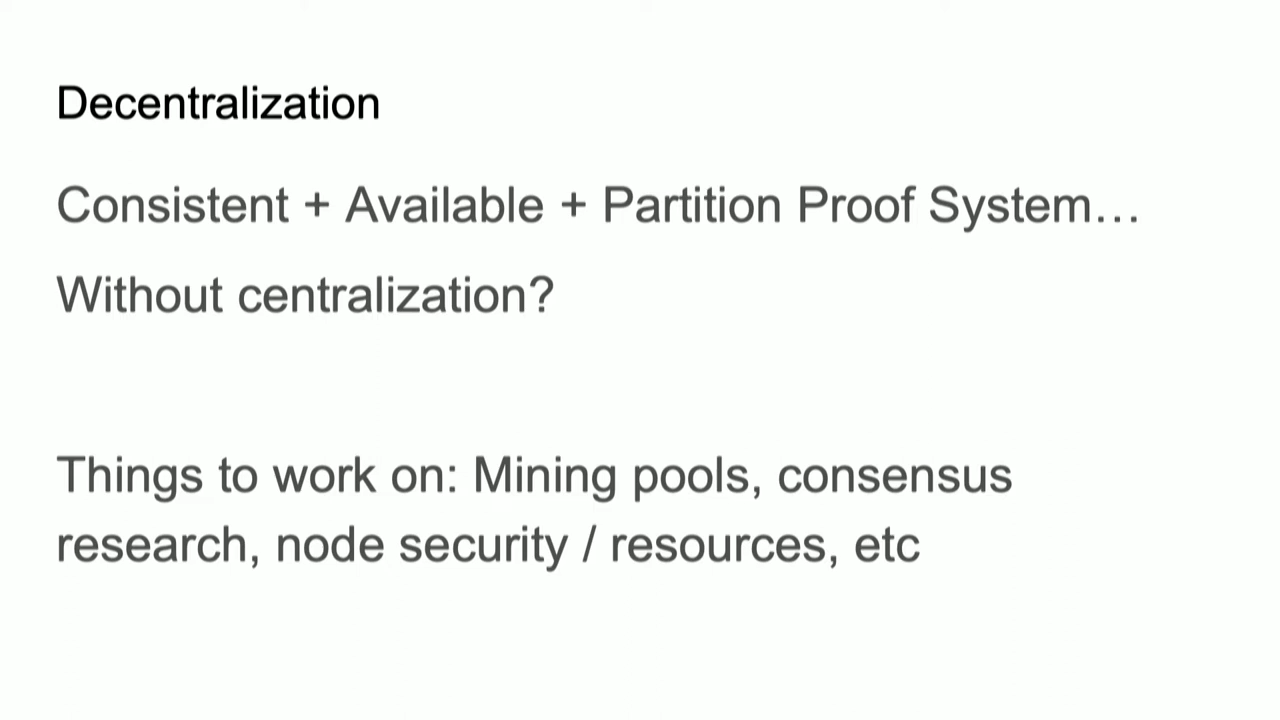 Decentralization
Consistent + Available + Partition Proof System…
Without centralization?
Things to work on: Mining pools, consensus
research, node security / resources, etc